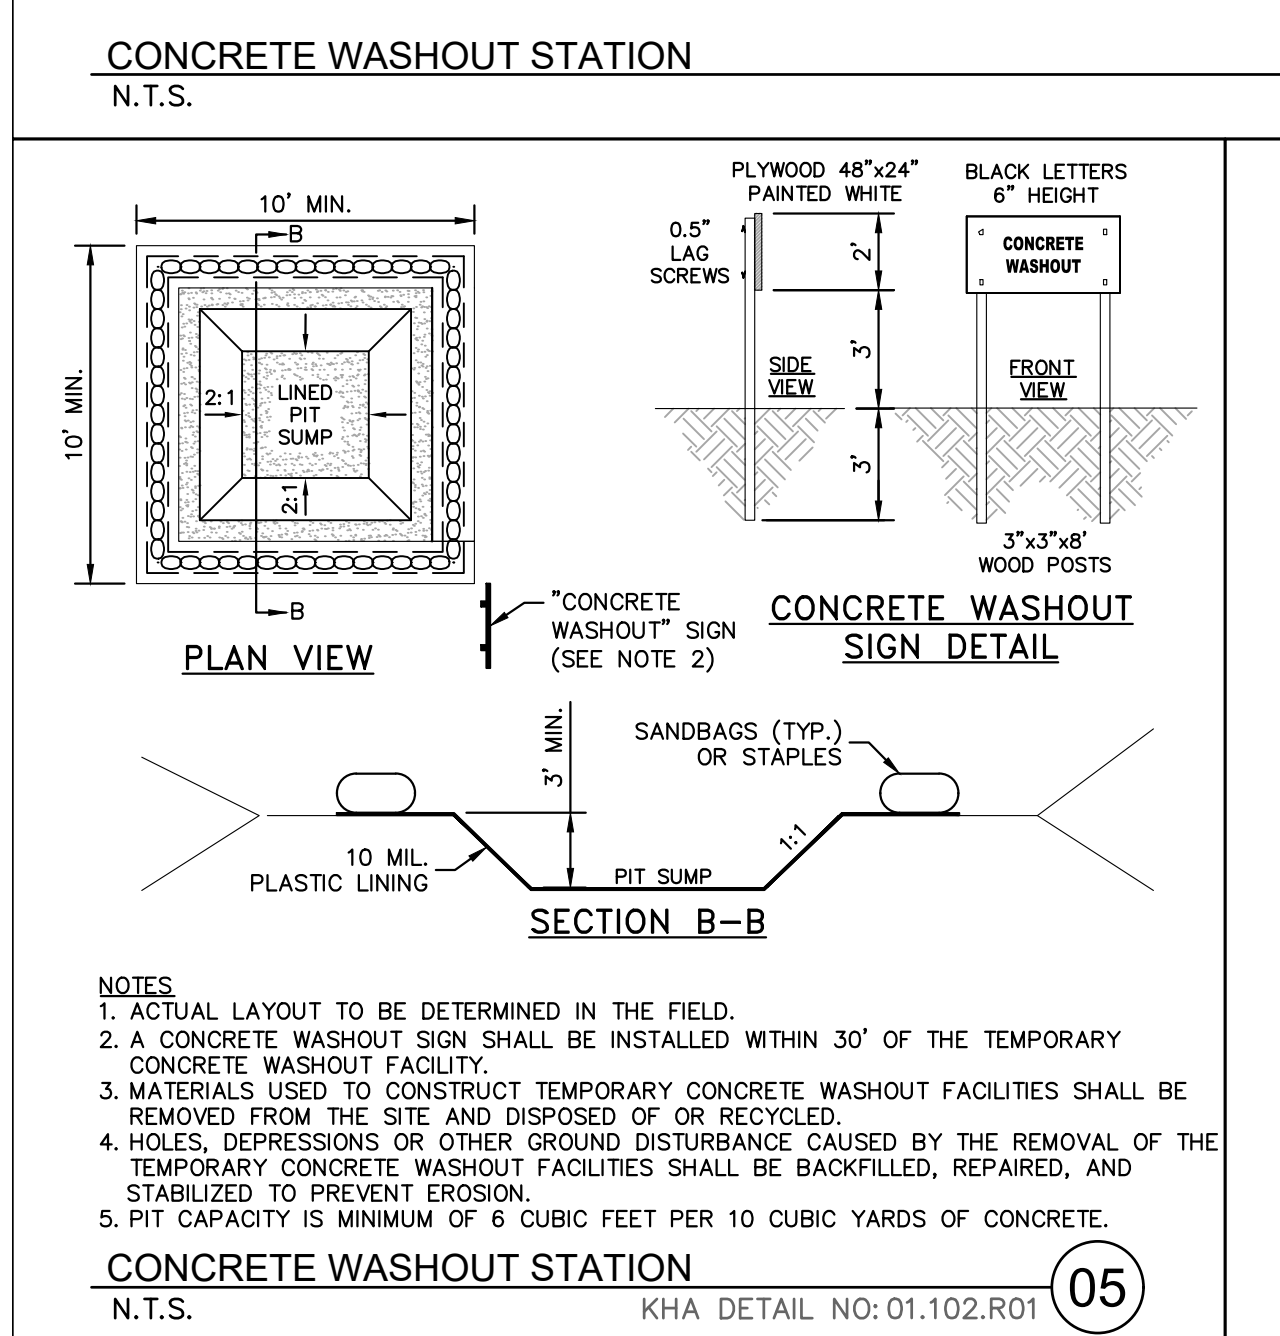 CONCRETE WASHOUT STATION
N.T.S.
10' MIN.
B
10' MIN.
2:1
LINED
PIT
SUMP
2:1
B
PLAN VIEW
"CONCRETE
WASHOUT" SIGN
(SEE NOTE 2)
PLYWOOD 48"x24"
PAINTED WHITE
0.5"
LAG
SCREWS
2'
3'
3'
SIDE
VIEW
BLACK LETTERS
6" HEIGHT
CONCRETE
WASHOUT
FRONT
VIEW
3"x3"x8'
WOOD POSTS
CONCRETE WASHOUT
SIGN DETAIL
3' MIN.
SANDBAGS (TYP.)
OR STAPLES
10 MIL.
PLASTIC LINING
PIT SUMP
1:1
SECTION B-B
NOTES
1. ACTUAL LAYOUT TO BE DETERMINED IN THE FIELD.
2. A CONCRETE WASHOUT SIGN SHALL BE INSTALLED WITHIN 30' OF THE TEMPORARY
CONCRETE WASHOUT FACILITY.
3. MATERIALS USED TO CONSTRUCT TEMPORARY CONCRETE WASHOUT FACILITIES SHALL BE
REMOVED FROM THE SITE AND DISPOSED OF OR RECYCLED.
4. HOLES, DEPRESSIONS OR OTHER GROUND DISTURBANCE CAUSED BY THE REMOVAL OF THE
TEMPORARY CONCRETE WASHOUT FACILITIES SHALL BE BACKFILLED, REPAIRED, AND
STABILIZED TO PREVENT EROSION.
5. PIT CAPACITY IS MINIMUM OF 6 CUBIC FEET PER 10 CUBIC YARDS OF CONCRETE.
CONCRETE WASHOUT STATION
05
N.T.S.
KHA DETAIL NO: 01.102.R01